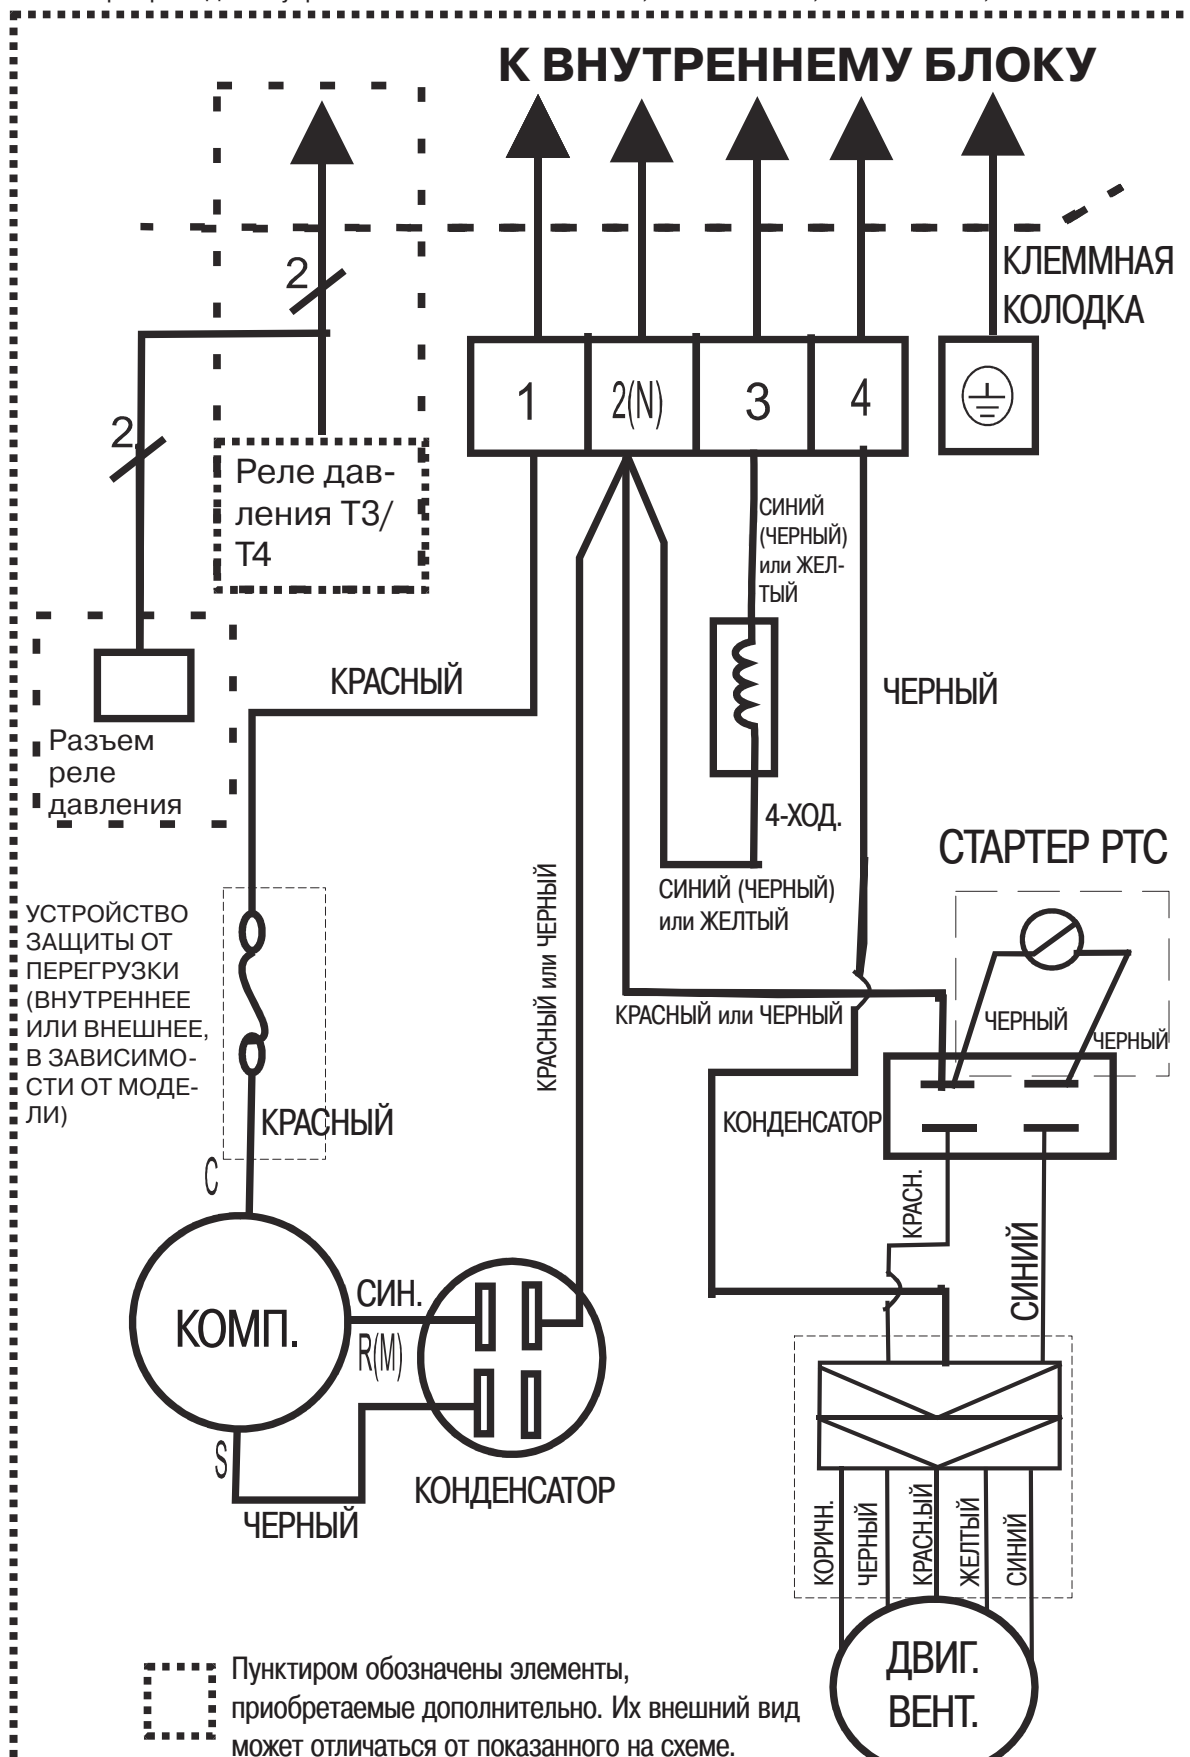 К ВНУТРЕННЕМУ БЛОКУ
2
КЛЕММНАЯ
КОЛОДКА
1
2(N)
3
4
2
Реле дав-
ления Т3/
Т4
СИНИЙ
(ЧЕРНЫЙ)
или ЖЕЛ-
ТЫЙ
КРАСНЫЙ
ЧЕРНЫЙ
Разъем
реле
давления
4-ХОД.
СТАРТЕР РТС
СИНИЙ (ЧЕРНЫЙ)
или ЖЕЛТЫЙ
УСТРОЙСТВО
ЗАЩИТЫ ОТ
ПЕРЕГРУЗКИ
(ВНУТРЕННЕЕ
ИЛИ ВНЕШНЕЕ,
В ЗАВИСИМО-
СТИ ОТ МОДЕ-
ЛИ)
КРАСНЫЙ или ЧЕРНЫЙ
КРАСНЫЙ или ЧЕРНЫЙ
ЧЕРНЫЙ
ЧЕРНЫЙ
КРАСНЫЙ
КОНДЕНСАТОР
C
КРАСН.
СИНИЙ
КОМП.
СИН.
R(M)
S
КОНДЕНСАТОР
ЧЕРНЫЙ
КОРИЧН.
ЧЕРНЫЙ
КРАСН.ЫЙ
ЖЕЛТЫЙ
СИНИЙ
ДВИГ.
ВЕНТ.
Пунктиром обозначены элементы,
приобретаемые дополнительно. Их внешний вид
может отличаться от показанного на схеме.